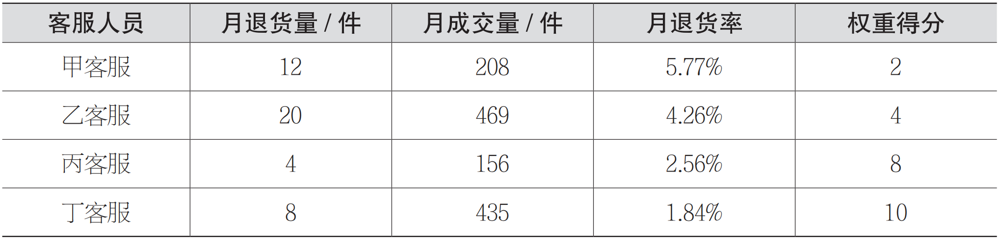 客服人员 月退货量 / 件 月成交量 / 件 月退货率 权重得分
甲客服 12 208 5.77% 2
乙客服 20 469 4.26% 4
丙客服 4 156 2.56% 8
丁客服 8 435 1.84% 10